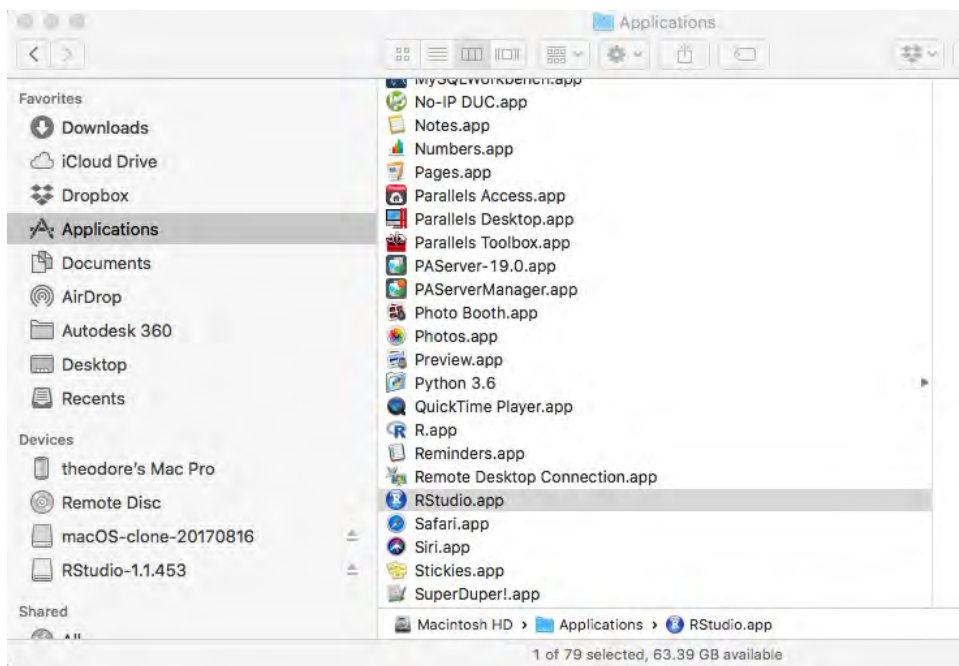 Applications
Favorites
Downloads
iCloud Drive
Dropbox
Applications
Documents
AirDrop
Autodesk 360
Desktop
Recents
Devices
theodore's Mac Pro
Remote Disc
macOS-clone-20170816
RStudio-1.1.453
Shared
All
MySQLWorkbench.app
No-IP DUC.app
Notes.app
Numbers.app
Pages.app
Parallels Access.app
Parallels Desktop.app
Parallels Toolbox.app
PAServer-19.0.app
PAServerManager.app
Photo Booth.app
Photos.app
Preview.app
Python 3.6
QuickTime Player.app
R.app
Reminders.app
Remote Desktop Connection.app
RStudio.app
Safari.app
Siri.app
Stickies.app
SuperDuper!.app
Macintosh HD › Applications › RStudio.app
1 of 79 selected, 63.39 GB available